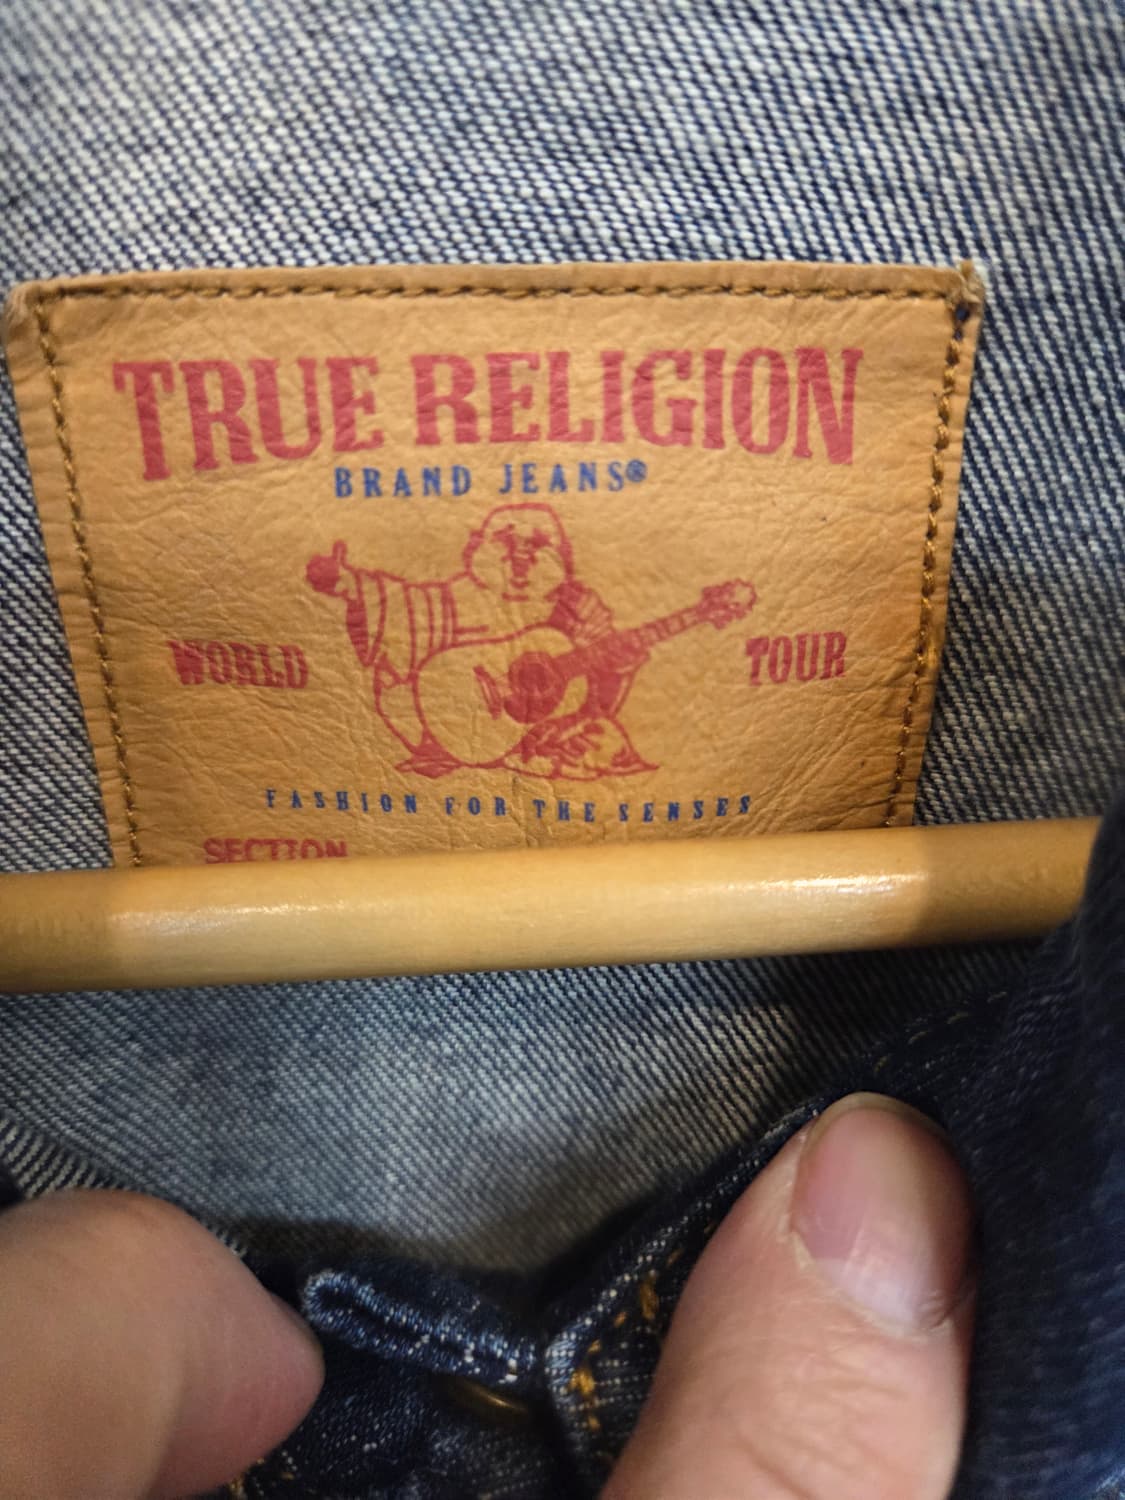 TRUE RELIGION
BRAND JEANS®
WORLD TOUR
FASHION FOR THE SENSES
SECTION